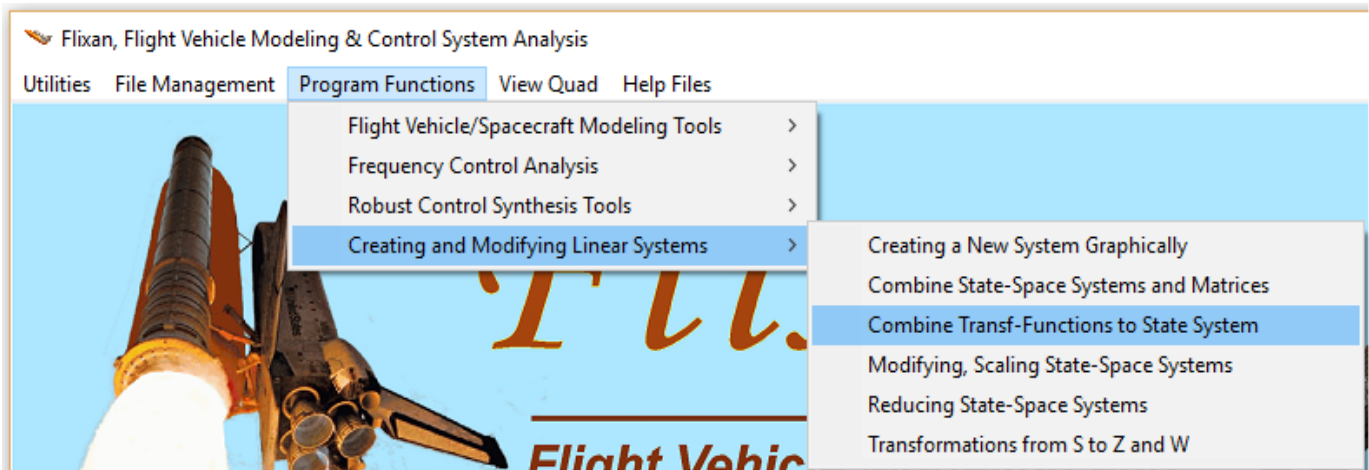 Flixan, Flight Vehicle Modeling & Control System Analysis
Utilities File Management Program Functions View Quad Help Files
Flight Vehicle/Spacecraft Modeling Tools >
Frequency Control Analysis >
Robust Control Synthesis Tools >
Creating and Modifying Linear Systems >
Creating a New System Graphically
Combine State-Space Systems and Matrices
Combine Transf-Functions to State System
Modifying, Scaling State-Space Systems
Reducing State-Space Systems
Transformations from S to Z and W
Flight Vehic